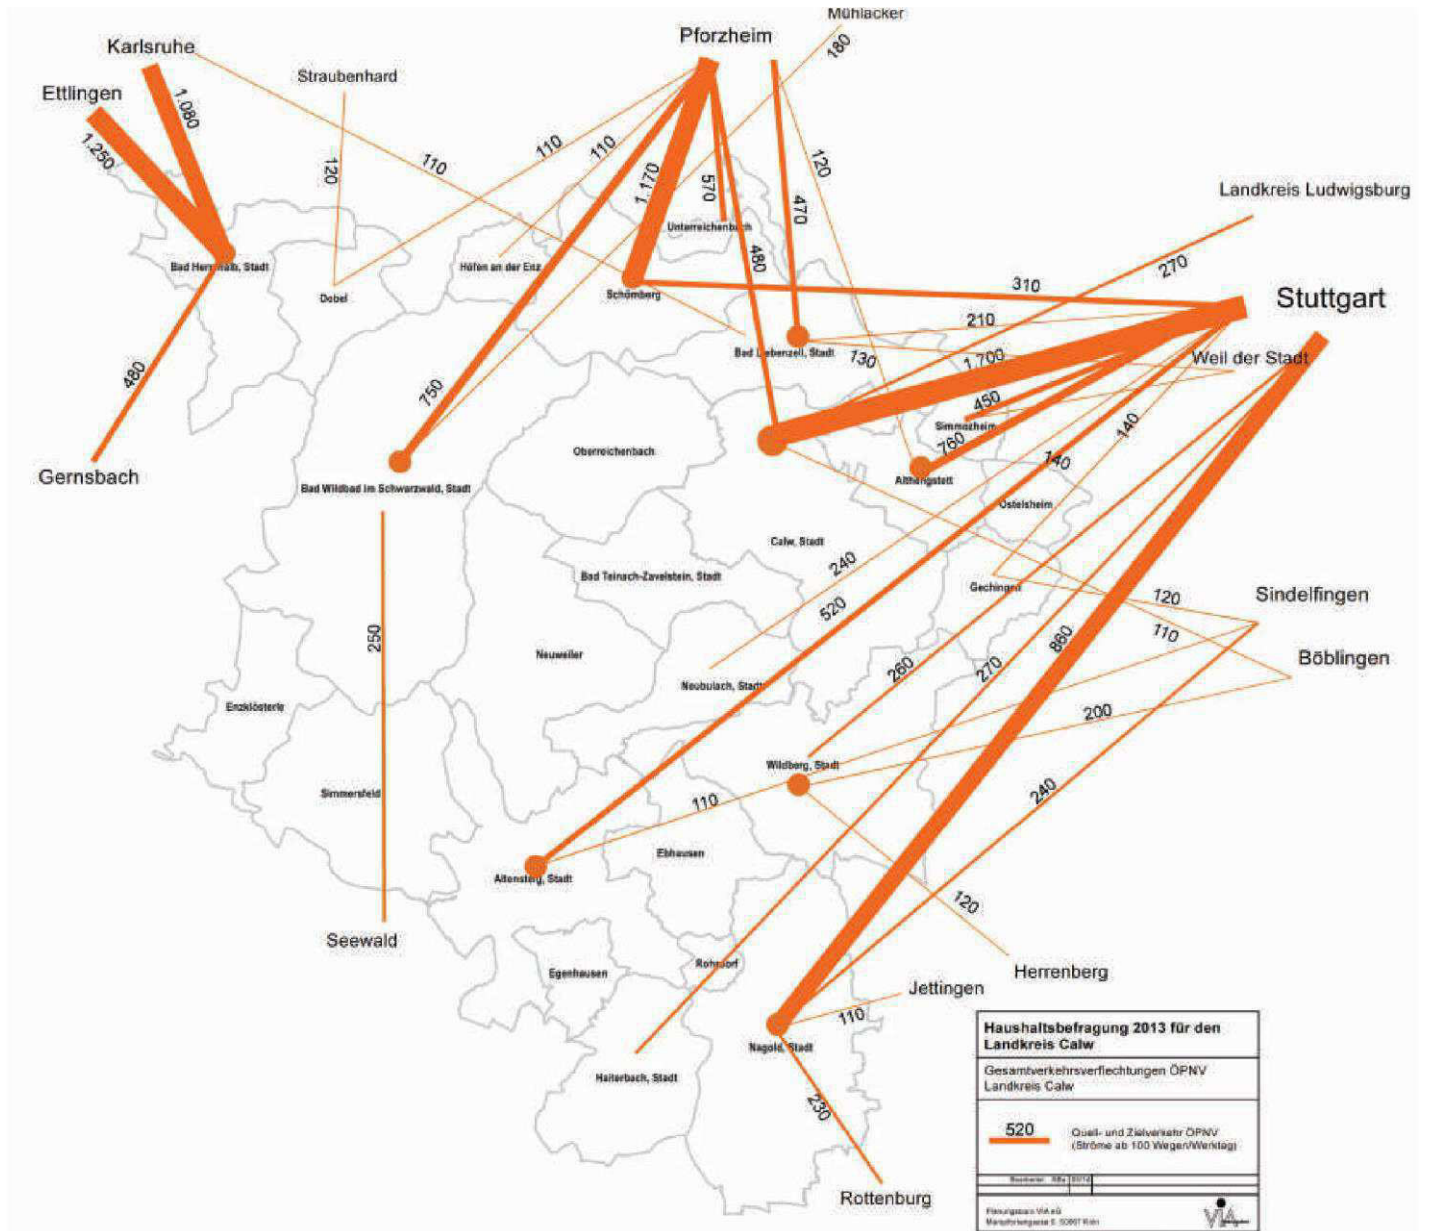 Mühlacker
Karlsruhe
Pforzheim
180
Straubenhard
Ettlingen
1.080
1.250
110
110
110
120
1.170
570
120
470
480
Landkreis Ludwigsburg
270
Unterreichenbach
Bad Herrenalb, Stadt
Höfen an der Enz
Dobel
Schömberg
310
Stuttgart
210
Bad Liebenzell, Stadt
130
1.700
Weil der Stadt
480
750
450
Simmozheim
140
760
140
Oberreichenbach
Gernsbach
Althengstett
Bad Wildbad im Schwarzwald, Stadt
Ostelsheim
Calw, Stadt
240
Bad Teinach-Zavelstein, Stadt
Gechingen
120
Sindelfingen
520
250
110
860
Neuweiler
Böblingen
260
270
Neubulach, Stadt
Enzklösterle
200
Wildberg, Stadt
Simmersfeld
110
240
Ebhausen
Altensteig, Stadt
120
Seewald
Egenhausen
Rohrdorf
Herrenberg
Jettingen
110
Nagold, Stadt
Haiterbach, Stadt
230
Rottenburg
Haushaltsbefragung 2013 für den
Landkreis Calw
Gesamtverkehrsverflechtungen ÖPNV
Landkreis Calw
520
Quell- und Zielverkehr ÖPNV
(Ströme ab 100 Wegen/Werktag)
Planungsbüro VIA eG
VIA